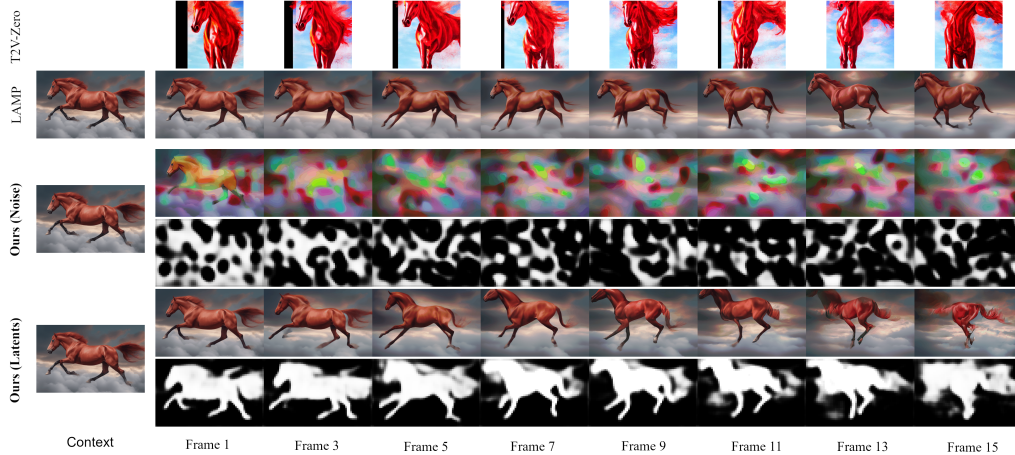 T2V-Zero
LAMP
Ours (Noise)
Ours (Latents)
Context
Frame 1
Frame 3
Frame 5
Frame 7
Frame 9
Frame 11
Frame 13
Frame 15